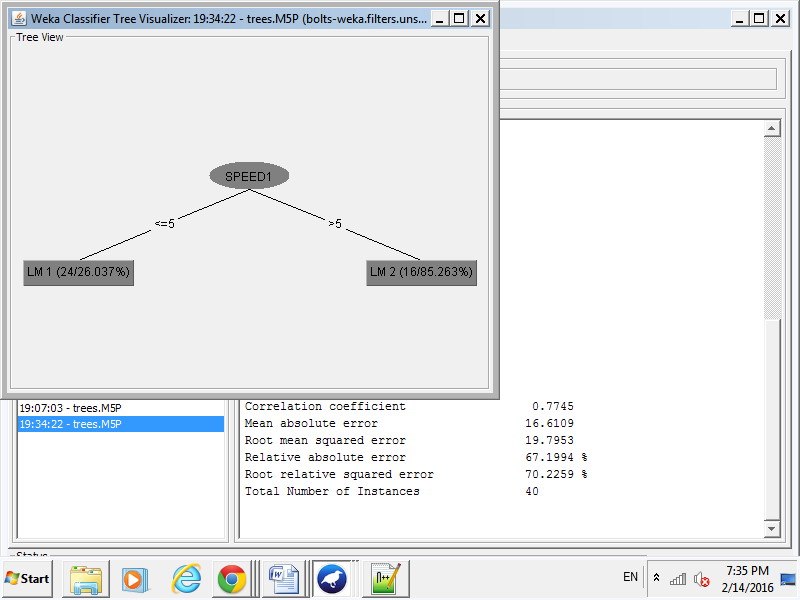 Weka Classifier Tree Visualizer: 19:34:22 - trees.M5P (bolts-weka.filters.uns...
Tree View
SPEED1
<=5
>5
LM 1 (24/26.037%)
LM 2 (16/85.263%)
19:07:03 - trees.M5P
19:34:22 - trees.M5P
Correlation coefficient 0.7745
Mean absolute error 16.6109
Root mean squared error 19.7953
Relative absolute error 67.1994 %
Root relative squared error 70.2259 %
Total Number of Instances 40
Status
Start
W
n++
EN
7:35 PM
2/14/2016